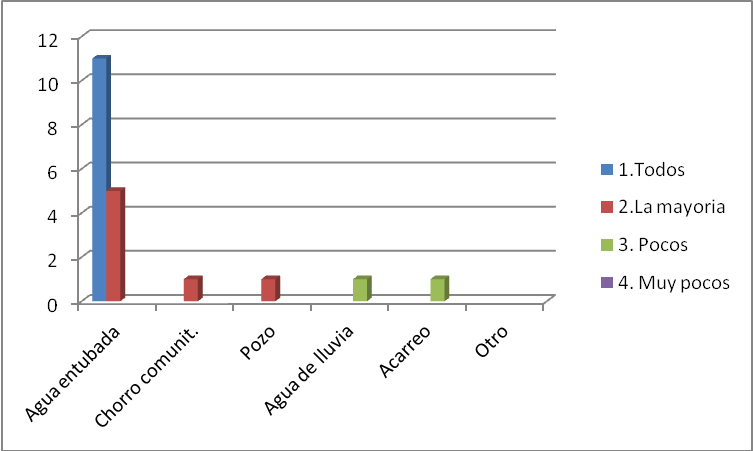 12
10
8
6
4
2
0
Agua entubada
Chorro comunit.
Pozo
Agua de lluvia
Acarreo
Otro
1.Todos
2.La mayoria
3. Pocos
4. Muy pocos